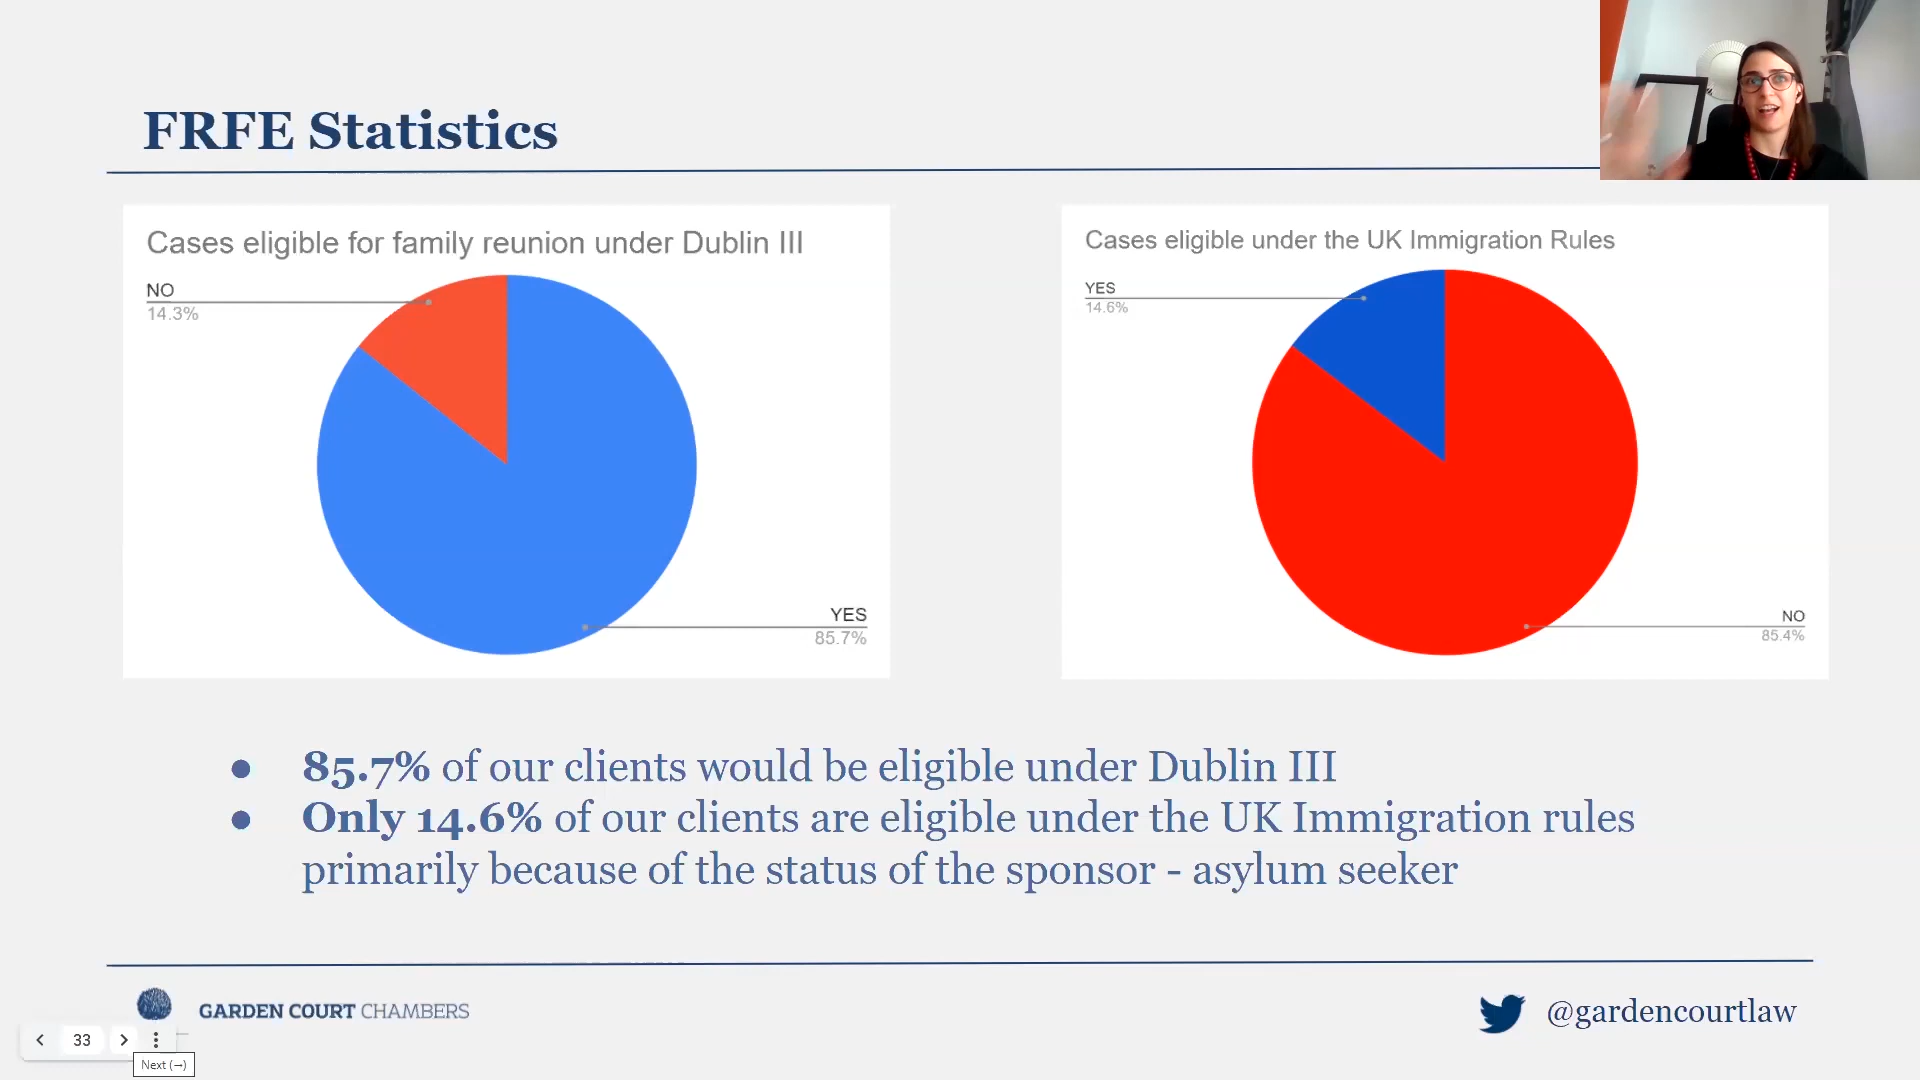 FRFE Statistics
Cases eligible for family reunion under Dublin III
NO
14.3%
YES
85.7%
Cases eligible under the UK Immigration Rules
YES
14.6%
NO
85.4%
● 85.7% of our clients would be eligible under Dublin III
● Only 14.6% of our clients are eligible under the UK Immigration rules
primarily because of the status of the sponsor - asylum seeker
GARDEN COURT CHAMBERS
@gardencourtlaw
33
Next (→)